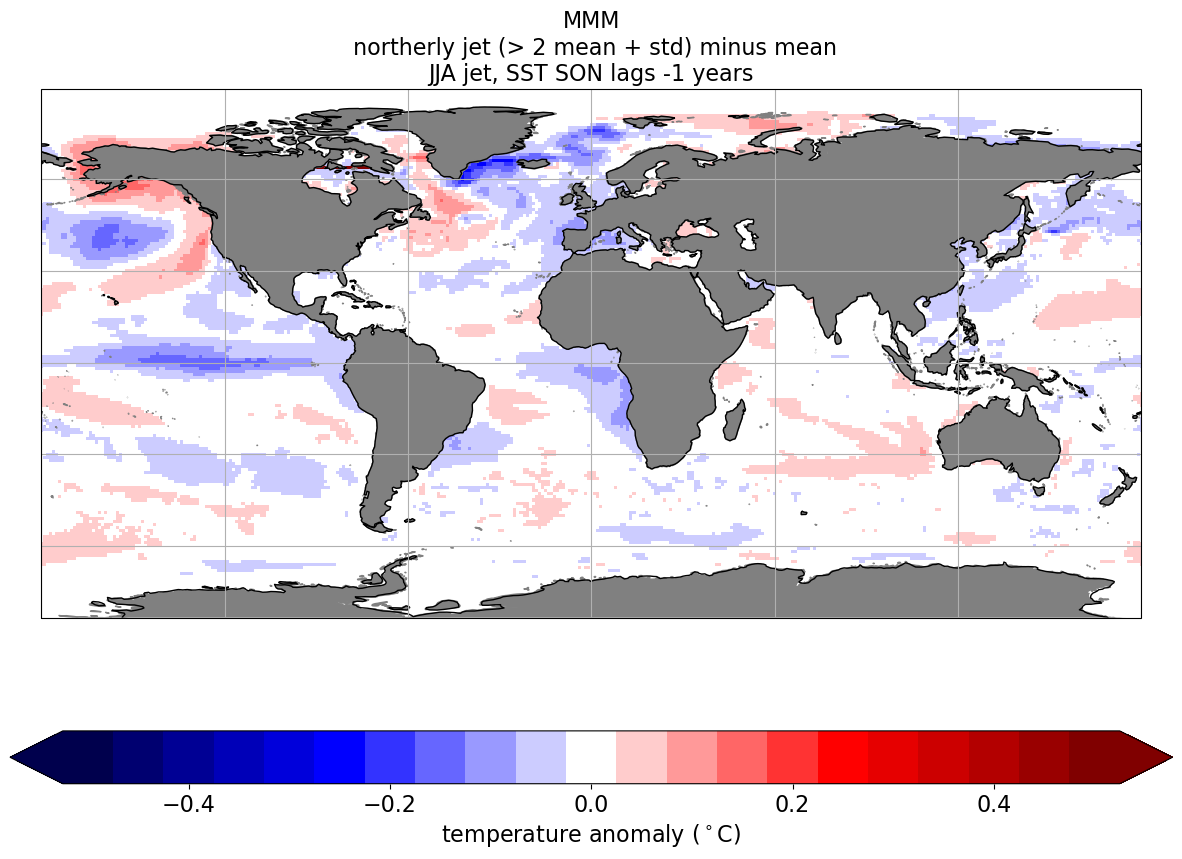 MMM
northerly jet (> 2 mean + std) minus mean
JJA jet, SST SON lags -1 years
−0.4 −0.2 0.0 0.2 0.4
temperature anomaly (°C)